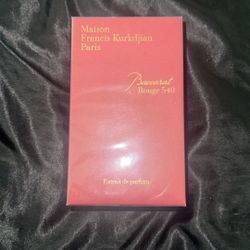 Maison
Francis Kurkdjian
Paris
Baccarat
Rouge 540
Extrait de parfum